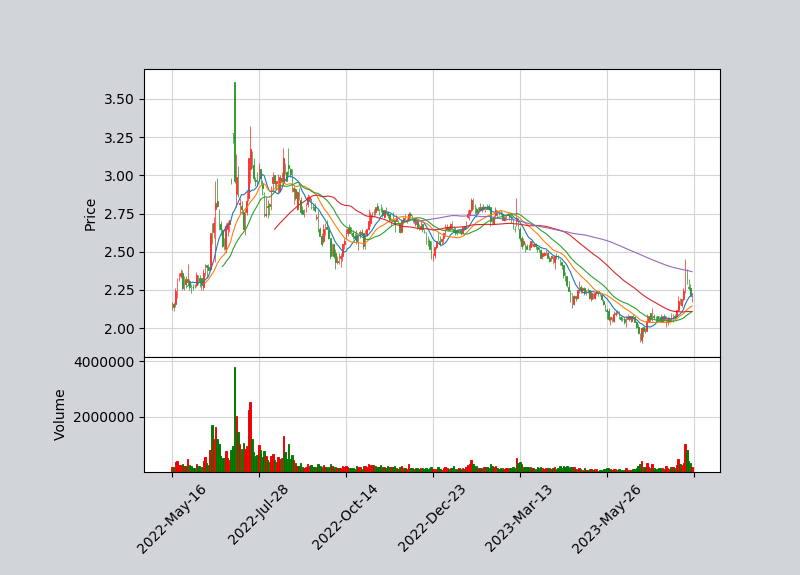 3.50
3.25
3.00
2.75
2.50
2.25
2.00
Price
4000000
2000000
Volume
2022-May-16
2022-Jul-28
2022-Oct-14
2022-Dec-23
2023-Mar-13
2023-May-26